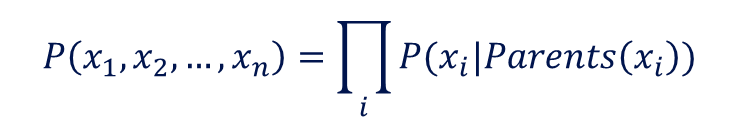 P(x₁, x₂, …, xₙ) = ∏ᵢ P(xᵢ|Parents(xᵢ))